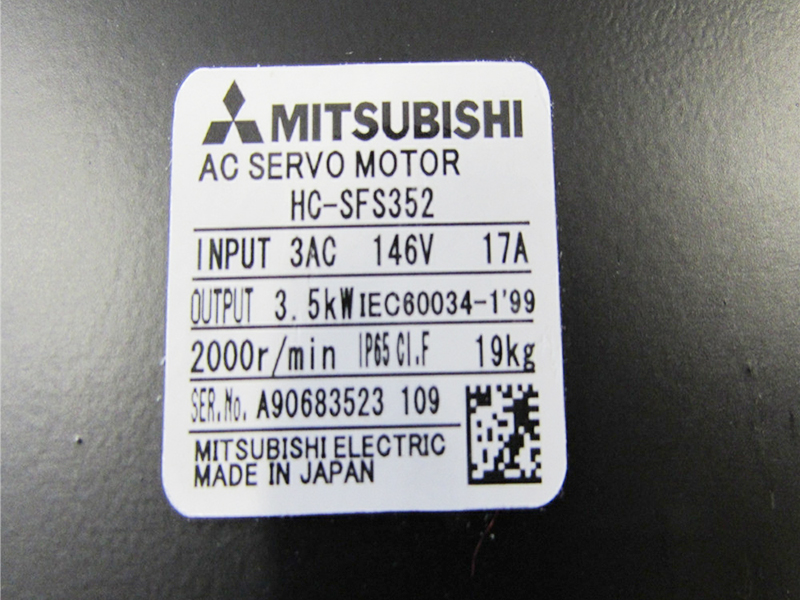 MITSUBISHI
AC SERVO MOTOR
HC-SFS352
INPUT 3AC 146V 17A
OUTPUT 3.5kW IEC60034-1'99
2000r/min IP65 CI.F 19kg
SER.No. A90683523 109
MITSUBISHI ELECTRIC
MADE IN JAPAN